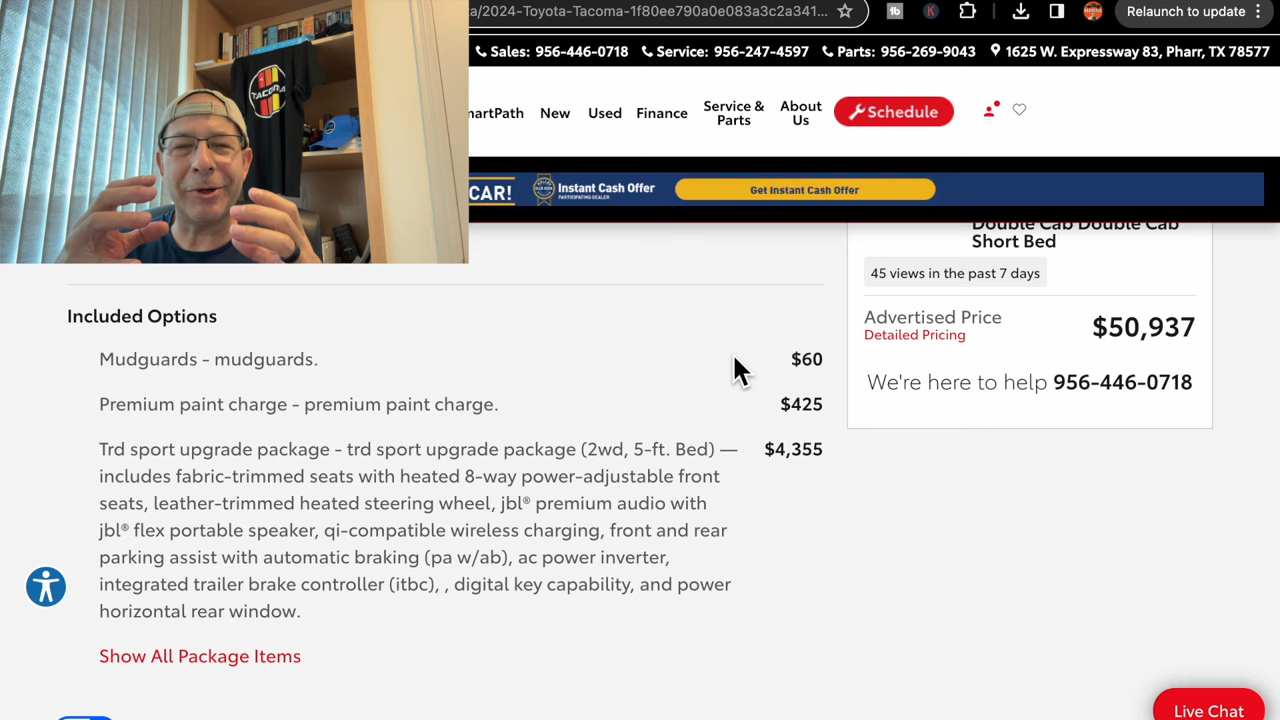 a/2024-Toyota-Tacoma-1f80ee790a0e083a3c2a341...
Relaunch to update
Sales: 956-446-0718 Service: 956-247-4597 Parts: 956-269-9043 1625 W. Expressway 83, Pharr, TX 78577
martPath New Used Finance Service & Parts About Us Schedule
CAR! Instant Cash Offer Get Instant Cash Offer
PARTICIPATING DEALER
TACOMA
Double Cab Double Cab
Short Bed
45 views in the past 7 days
Advertised Price $50,937
Detailed Pricing
We're here to help 956-446-0718
Included Options
Mudguards - mudguards. $60
Premium paint charge - premium paint charge. $425
Trd sport upgrade package - trd sport upgrade package (2wd, 5-ft. Bed) — $4,355
includes fabric-trimmed seats with heated 8-way power-adjustable front
seats, leather-trimmed heated steering wheel, jbl® premium audio with
jbl® flex portable speaker, qi-compatible wireless charging, front and rear
parking assist with automatic braking (pa w/ab), ac power inverter,
integrated trailer brake controller (itbc), , digital key capability, and power
horizontal rear window.
Show All Package Items
Live Chat